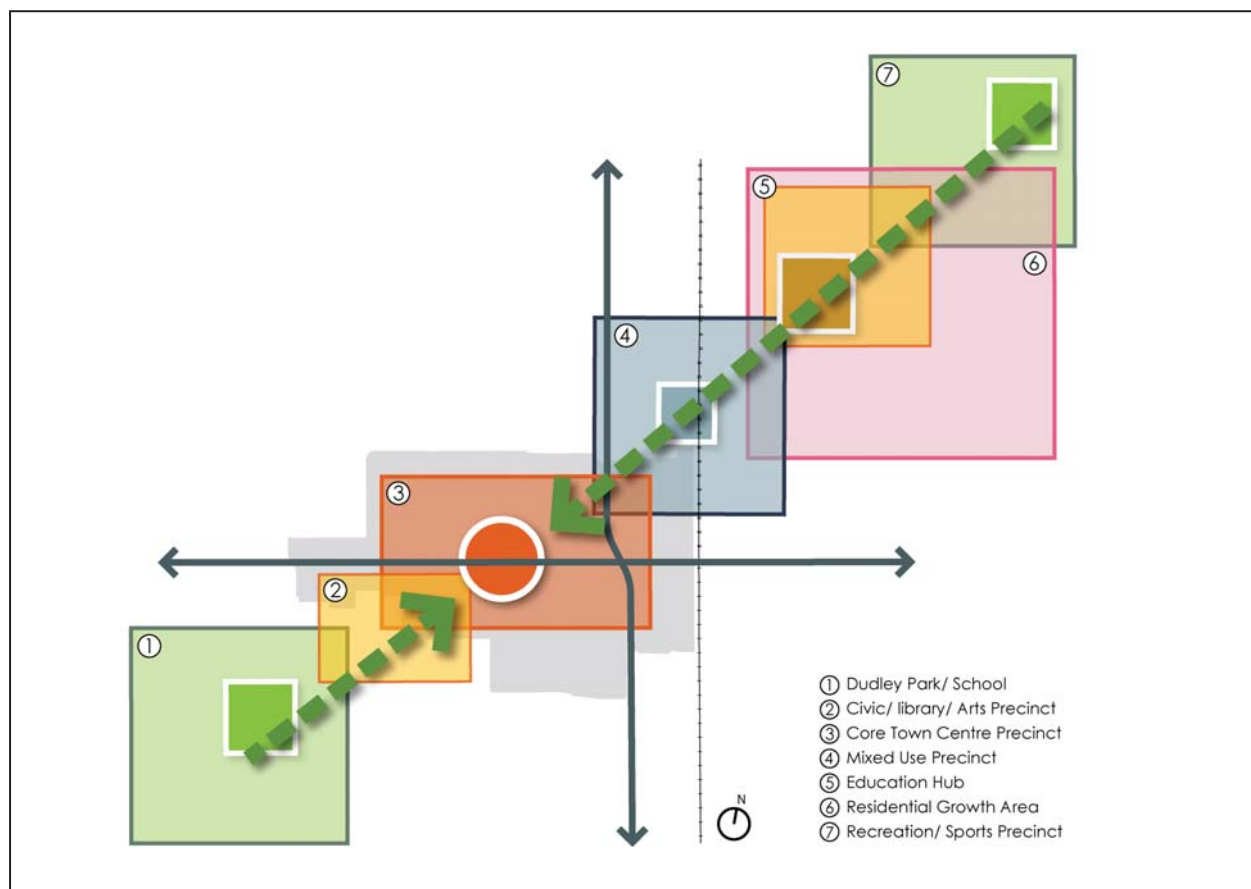 7
5
6
4
3
2
1
① Dudley Park/ School
② Civic/ library/ Arts Precinct
③ Core Town Centre Precinct
④ Mixed Use Precinct
⑤ Education Hub
⑥ Residential Growth Area
⑦ Recreation/ Sports Precinct
N